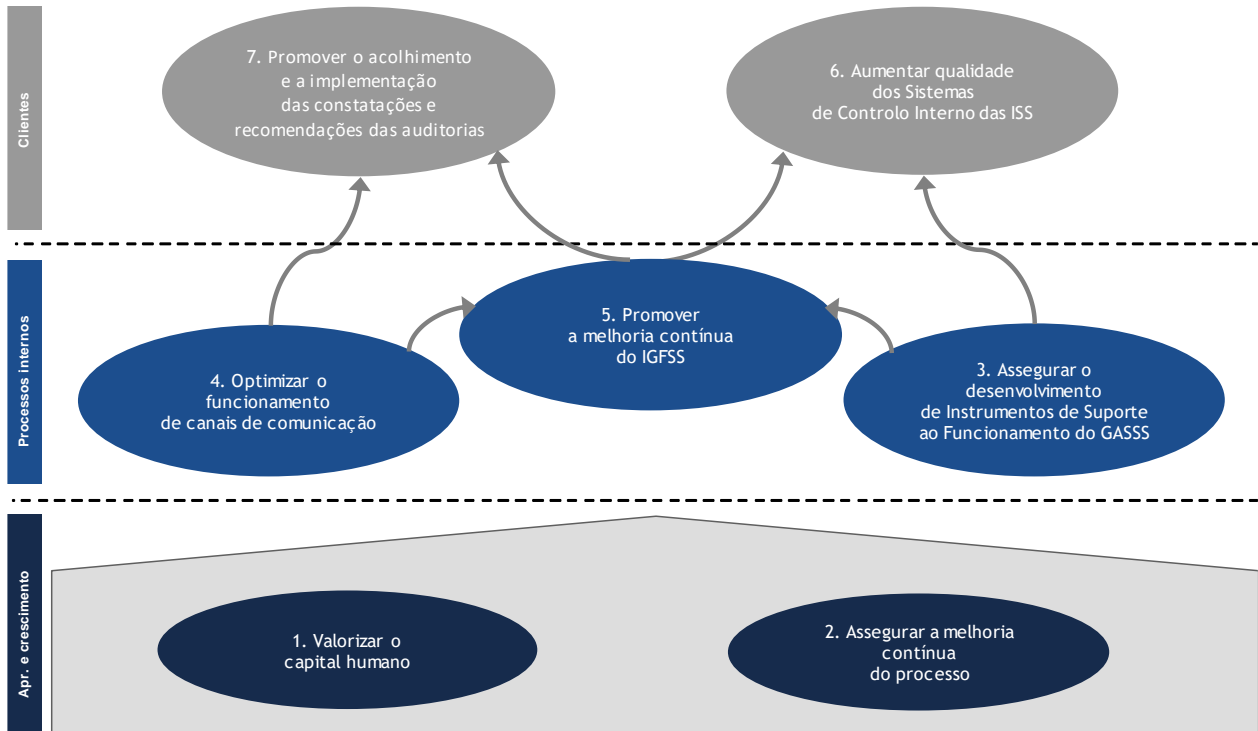 Clientes
7. Promover o acolhimento
e a implementação
das constatações e
recomendações das auditorias
6. Aumentar qualidade
dos Sistemas
de Controlo Interno das ISS
Processos internos
5. Promover
a melhoria contínua
do IGFSS
4. Optimizar o
funcionamento
de canais de comunicação
3. Assegurar o
desenvolvimento
de Instrumentos de Suporte
ao Funcionamento do GASSS
Apr. e crescimento
1. Valorizar o
capital humano
2. Assegurar a melhoria
contínua
do processo